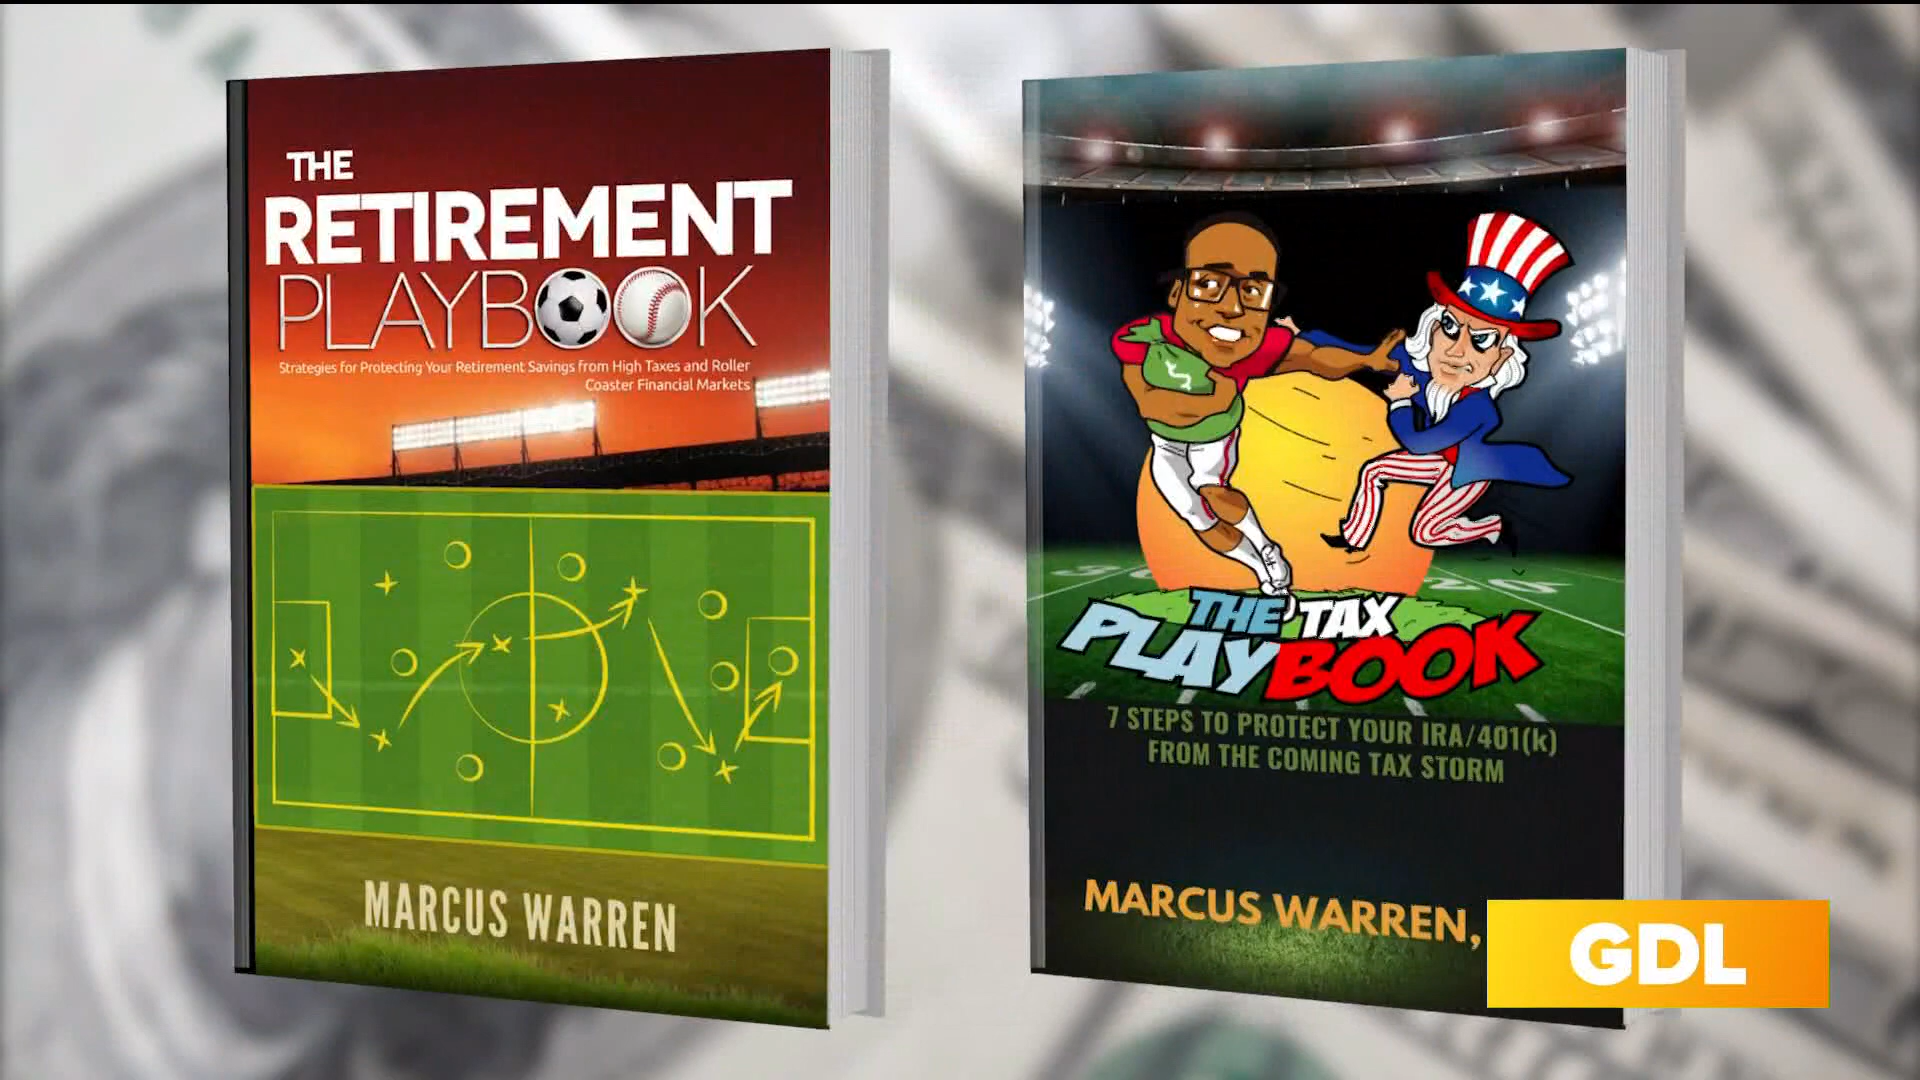 THE
RETIREMENT
PLAYBOOK
Strategies for Protecting Your Retirement Savings from High Taxes and Roller
Coaster Financial Markets
MARCUS WARREN
THE TAX
PLAYBOOK
7 STEPS TO PROTECT YOUR IRA/401(k)
FROM THE COMING TAX STORM
MARCUS WARREN,
GDL